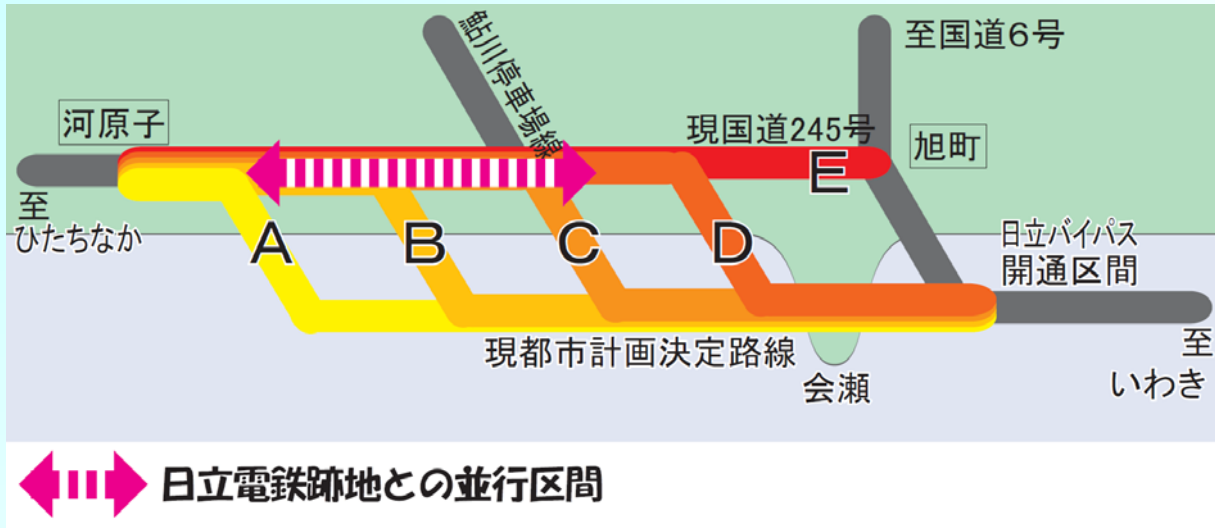 鮎川停車場線
至国道6号
河原子
現国道245号
旭町
E
至
ひたちなか
A
B
C
D
日立バイパス
開通区間
現都市計画決定路線
会瀬
至
いわき
日立電鉄跡地との並行区間